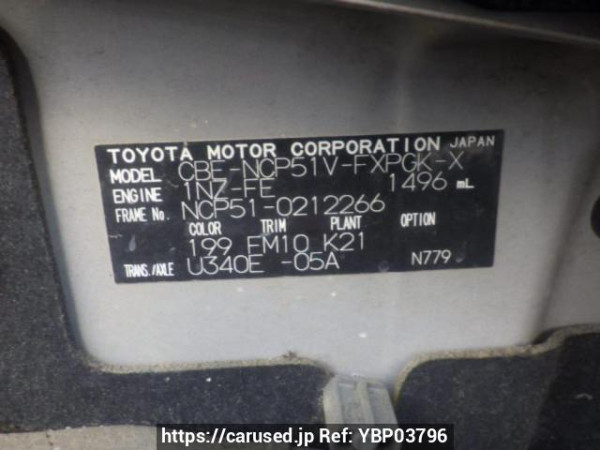 TOYOTA MOTOR CORPORATION JAPAN
MODEL CBE-NCP51V-FXPGK-X
ENGINE 1NZ-FE 1496 mL
FRAME No. NCP51-0212266
COLOR TRIM PLANT OPTION
199 FM10 K21
TRANS./AXLE U340E -05A N779
https://carused.jp Ref: YBP03796